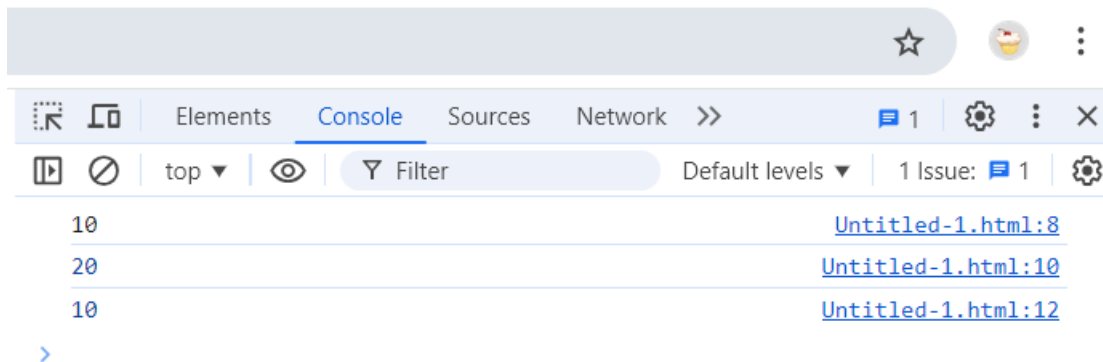 Elements Console Sources Network 1
top Filter Default levels 1 Issue: 1
10 Untitled-1.html:8
20 Untitled-1.html:10
10 Untitled-1.html:12